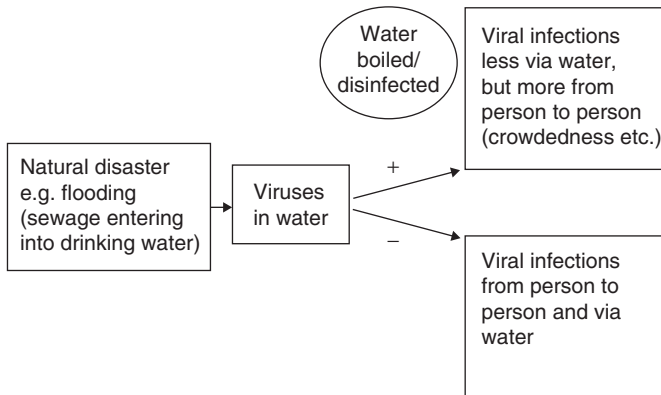 Natural disaster
e.g. flooding
(sewage entering
into drinking water)
Viruses
in water
Water
boiled/
disinfected
+
Viral infections
less via water,
but more from
person to person
(crowdedness etc.)
−
Viral infections
from person to
person and via
water